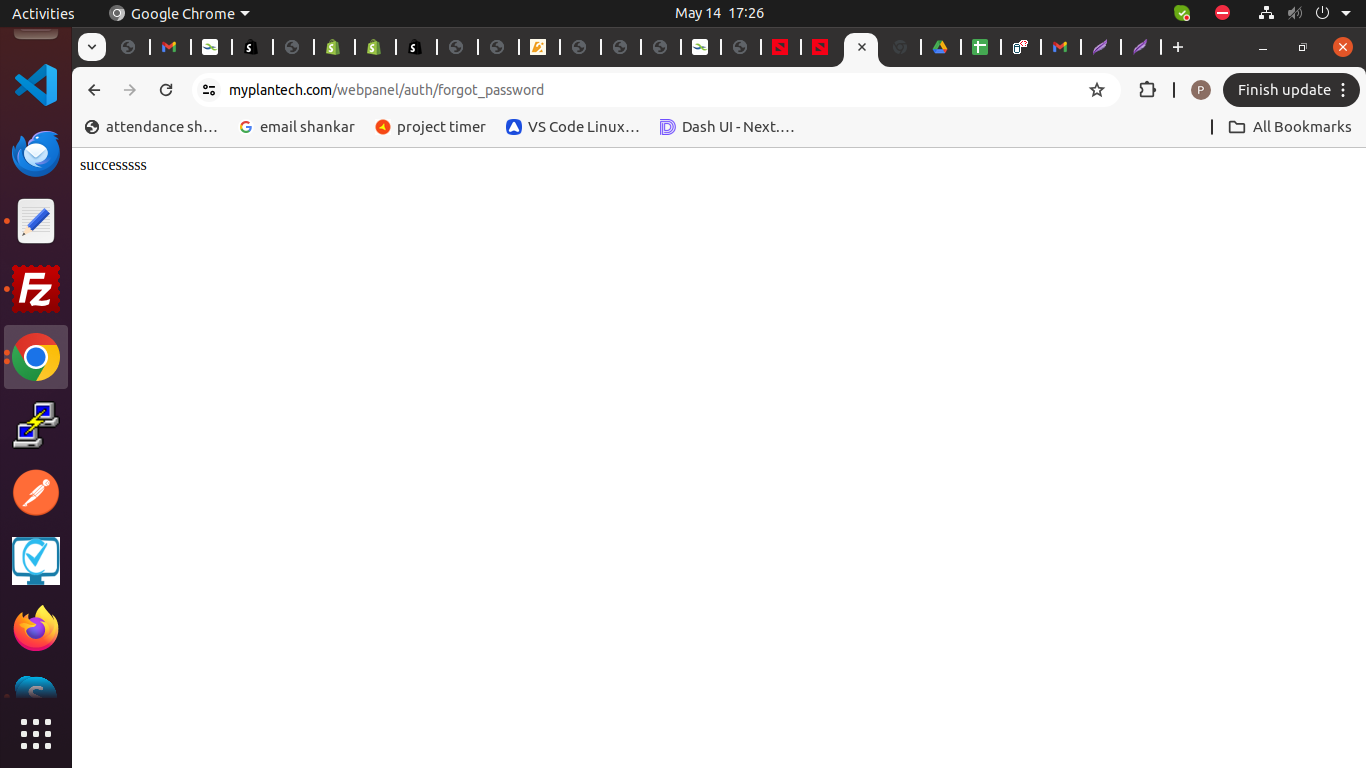 Activities Google Chrome May 14 17:26
myplantech.com/webpanel/auth/forgot_password P Finish update
attendance sh… email shankar project timer VS Code Linux… Dash UI - Next.… All Bookmarks
successssss